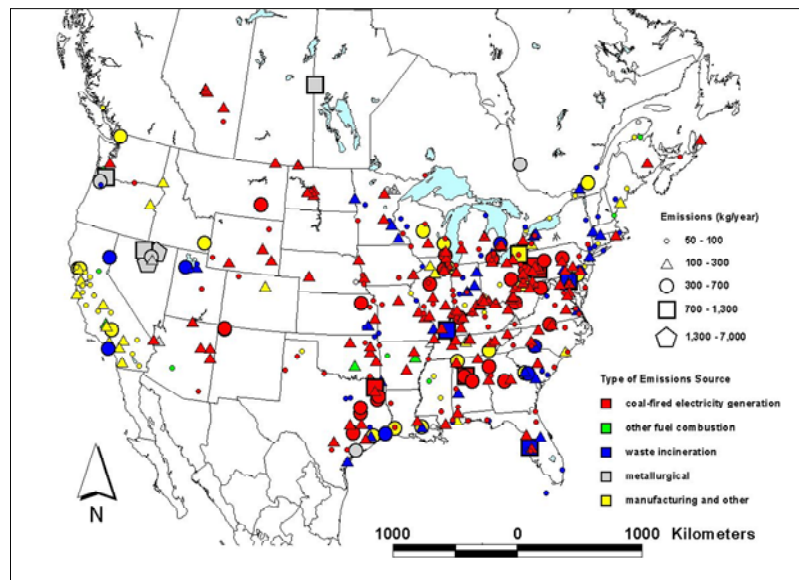 Emissions (kg/year)
50 - 100
100 - 300
300 - 700
700 - 1,300
1,300 - 7,000
Type of Emissions Source
coal-fired electricity generation
other fuel combustion
waste incineration
metallurgical
manufacturing and other
N
1000 0 1000 Kilometers